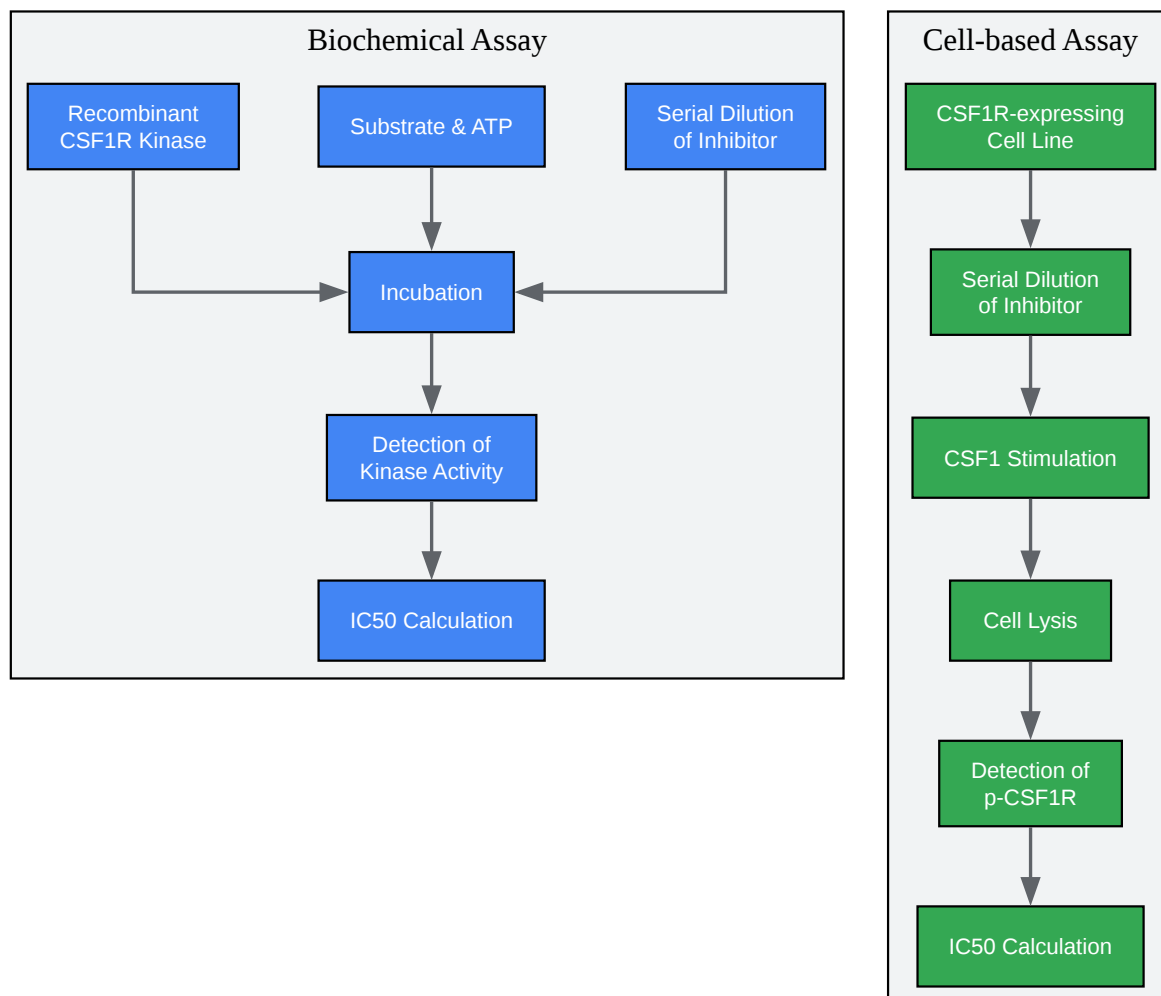 Biochemical Assay
Recombinant
CSF1R Kinase
Substrate & ATP
Serial Dilution
of Inhibitor
Incubation
Detection of
Kinase Activity
IC50 Calculation
Cell-based Assay
CSF1R-expressing
Cell Line
Serial Dilution
of Inhibitor
CSF1 Stimulation
Cell Lysis
Detection of
p-CSF1R
IC50 Calculation